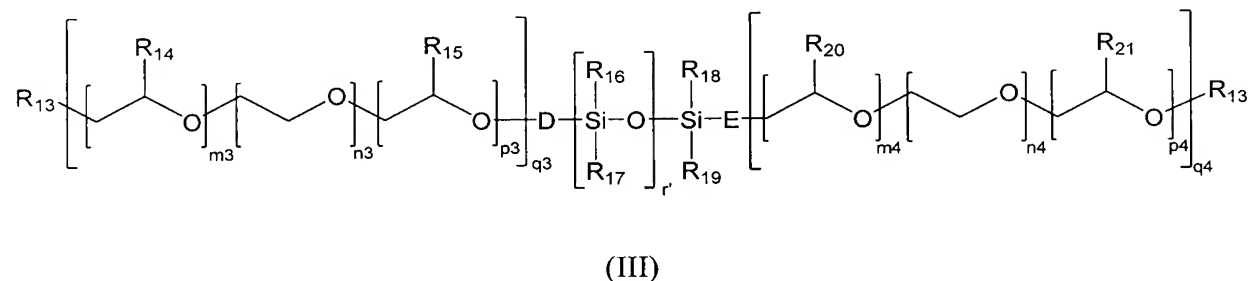 R14 R15 R16 R18 R20 R21
R13 O m3 O n3 O p3 q3 D Si O r' Si E O m4 O n4 O p4 q4 R13
R17 R19
(III)